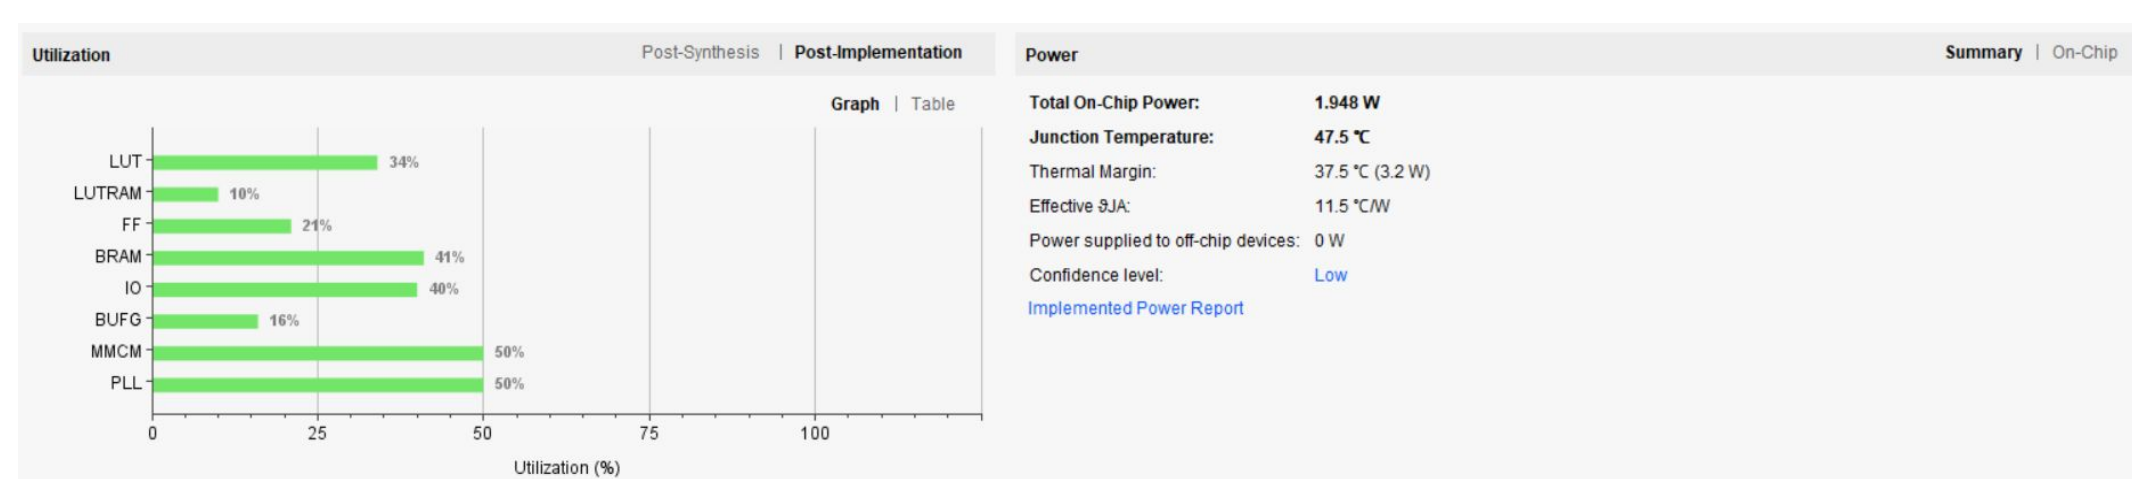 Utilization
Post-Synthesis | Post-Implementation
Graph | Table
LUT 34%
LUTRAM 10%
FF 21%
BRAM 41%
IO 40%
BUFG 16%
MMCM 50%
PLL 50%
0 25 50 75 100
Utilization (%)
Power
Summary | On-Chip
Total On-Chip Power: 1.948 W
Junction Temperature: 47.5 °C
Thermal Margin: 37.5 °C (3.2 W)
Effective ϑJA: 11.5 °C/W
Power supplied to off-chip devices: 0 W
Confidence level: Low
Implemented Power Report